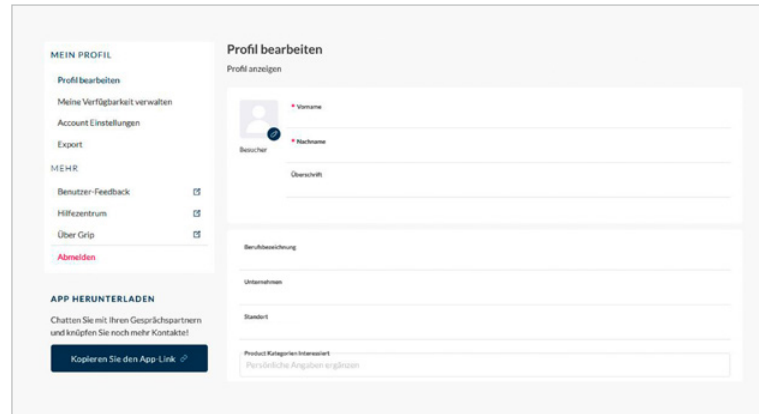 MEIN PROFIL
Profil bearbeiten
Meine Verfügbarkeit verwalten
Account Einstellungen
Export
MEHR
Benutzer-Feedback
Hilfezentrum
Über Grip
Abmelden
APP HERUNTERLADEN
Chatten Sie mit Ihren Gesprächspartnern
und knüpfen Sie noch mehr Kontakte!
Kopieren Sie den App-Link
Profil bearbeiten
Profil anzeigen
* Vorname
* Nachname
Besucher
Überschrift
Berufsbezeichnung
Unternehmen
Standort
Product Kategorien Interessiert
Persönliche Angaben ergänzen